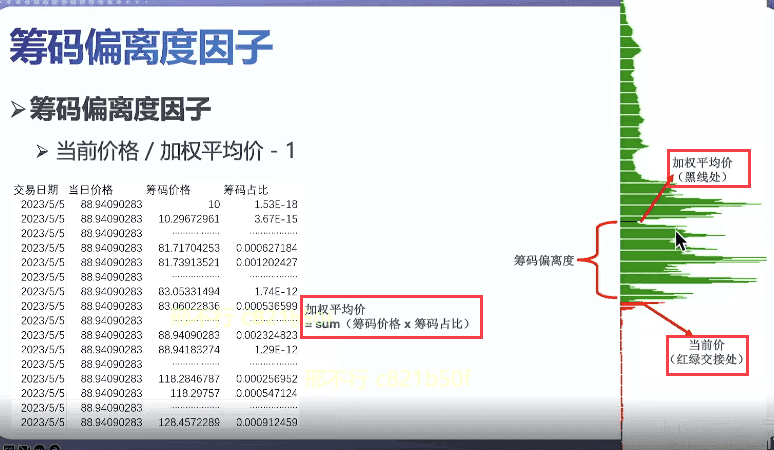 筹码偏离度因子
筹码偏离度因子
当前价格 / 加权平均价 - 1
交易日期 当日价格 筹码价格 筹码占比
2023/5/5 88.94090283 10 1.53E-18
2023/5/5 88.94090283 10.29672961 3.67E-15
2023/5/5 88.94090283 ················ ················
2023/5/5 88.94090283 81.71704253 0.000627184
2023/5/5 88.94090283 81.73913521 0.001202427
2023/5/5 88.94090283 ················ ················
2023/5/5 88.94090283 83.05331494 1.74E-12
2023/5/5 88.94090283 83.06022836 0.000536599
2023/5/5 88.94090283 ················ ················
2023/5/5 88.94090283 88.94090283 0.002324823
2023/5/5 88.94090283 88.94183274 1.29E-12
2023/5/5 88.94090283 ················ ················
2023/5/5 88.94090283 118.2846787 0.000256952
2023/5/5 88.94090283 118.29757 0.000547124
2023/5/5 88.94090283 ················ ················
2023/5/5 88.94090283 128.4572289 0.000912459
加权平均价
= sum（筹码价格 x 筹码占比）
邢不行 c821b50f
加权平均价
（黑线处）
筹码偏离度
当前价
（红绿交接处）